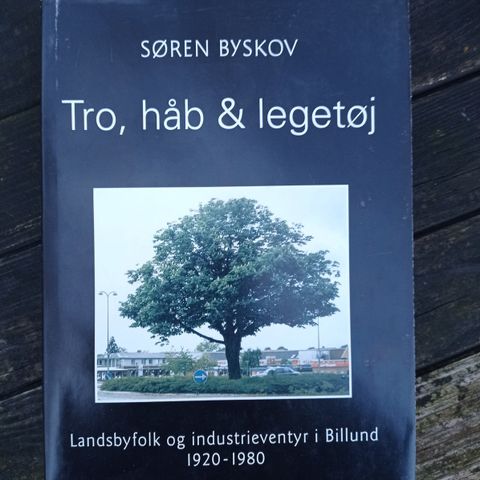 SØREN BYSKOV
Tro, håb & legetøj
Landsbyfolk og industrieventyr i Billund
1920-1980